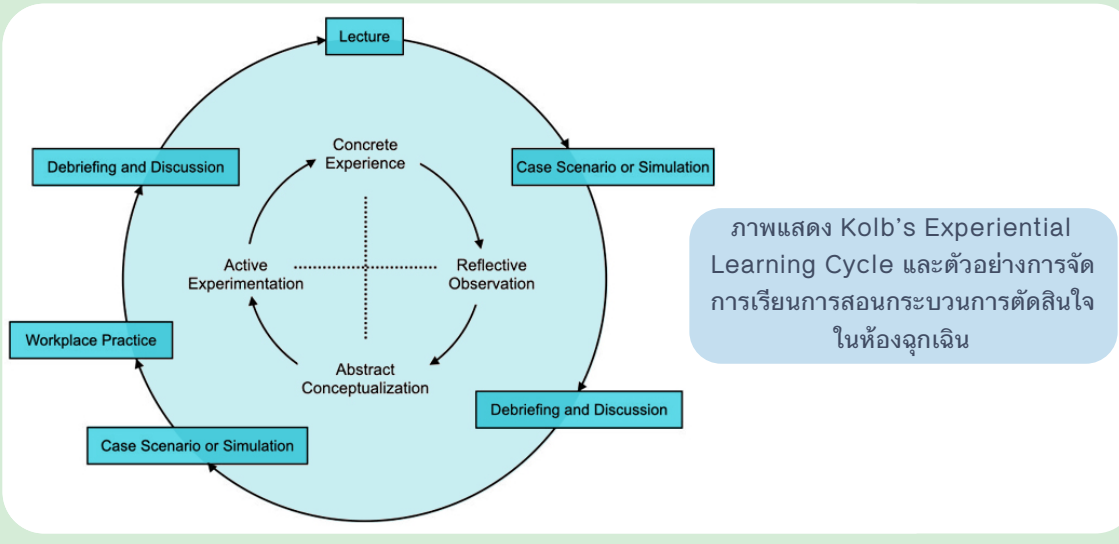 Lecture
Case Scenario or Simulation
Debriefing and Discussion
Case Scenario or Simulation
Workplace Practice
Debriefing and Discussion
Concrete
Experience
Reflective
Observation
Abstract
Conceptualization
Active
Experimentation
ภาพแสดง Kolb's Experiential
Learning Cycle และตัวอย่างการจัด
การเรียนการสอนกระบวนการตัดสินใจ
ในห้องฉุกเฉิน